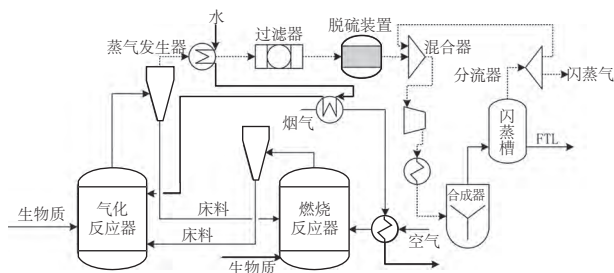 水
蒸气发生器
过滤器
脱硫装置
混合器
分流器
闪蒸气
烟气
闪蒸
槽
FTL
合成器
生物质
气化
反应器
床料
床料
燃烧
反应器
空气
生物质